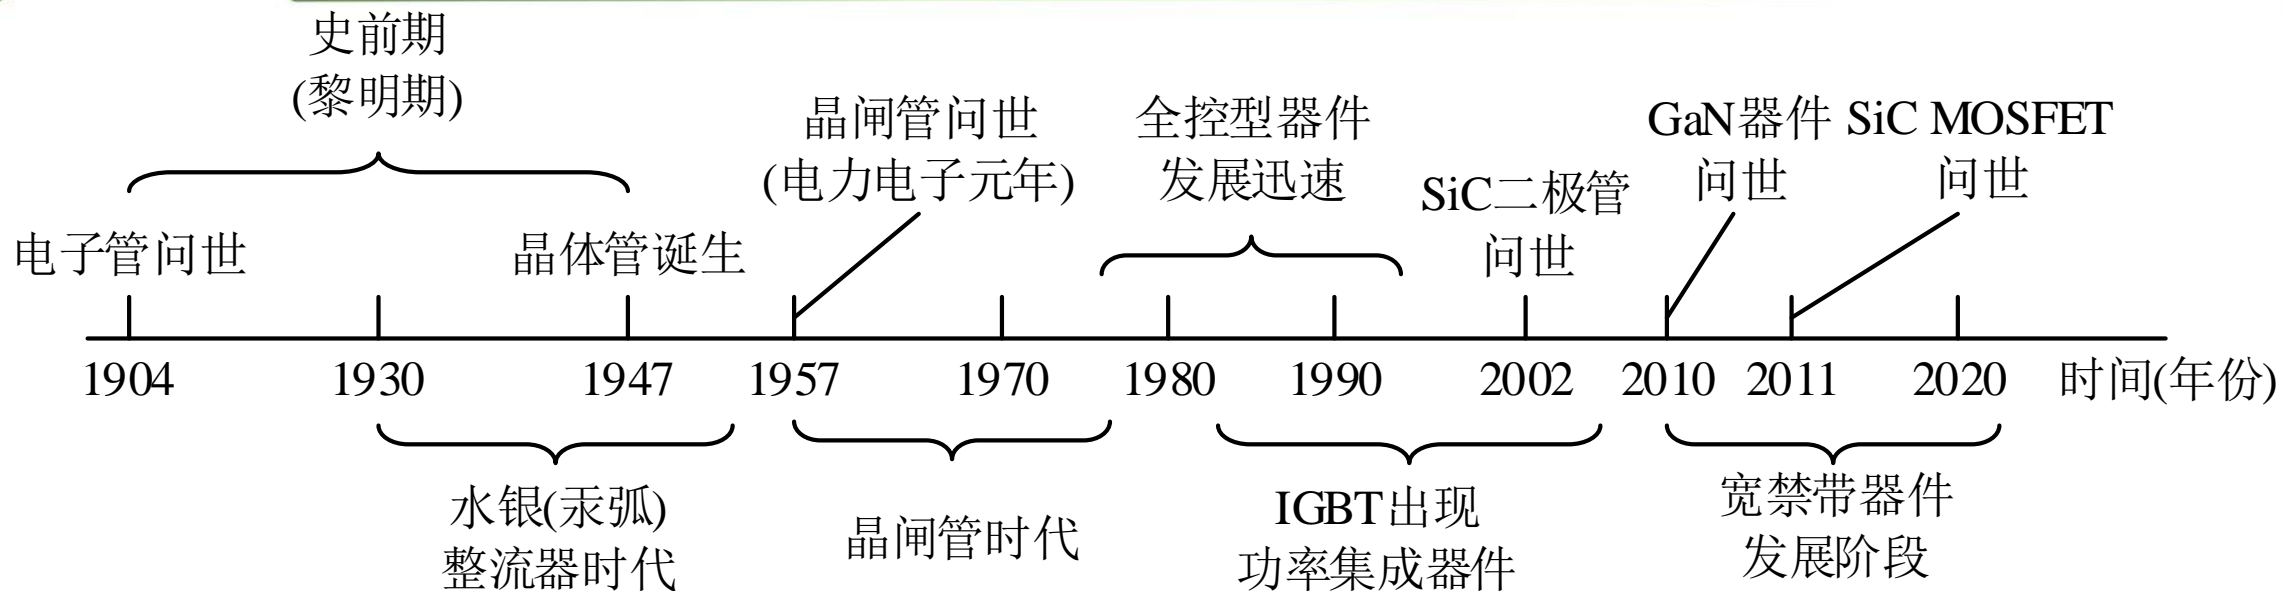 史前期
(黎明期)
电子管问世
晶体管诞生
晶闸管问世
(电力电子元年)
全控型器件
发展迅速
SiC二极管
问世
GaN器件
问世
SiC MOSFET
问世
1904 1930 1947 1957 1970 1980 1990 2002 2010 2011 2020 时间(年份)
水银(汞弧)
整流器时代
晶闸管时代
IGBT出现
功率集成器件
宽禁带器件
发展阶段